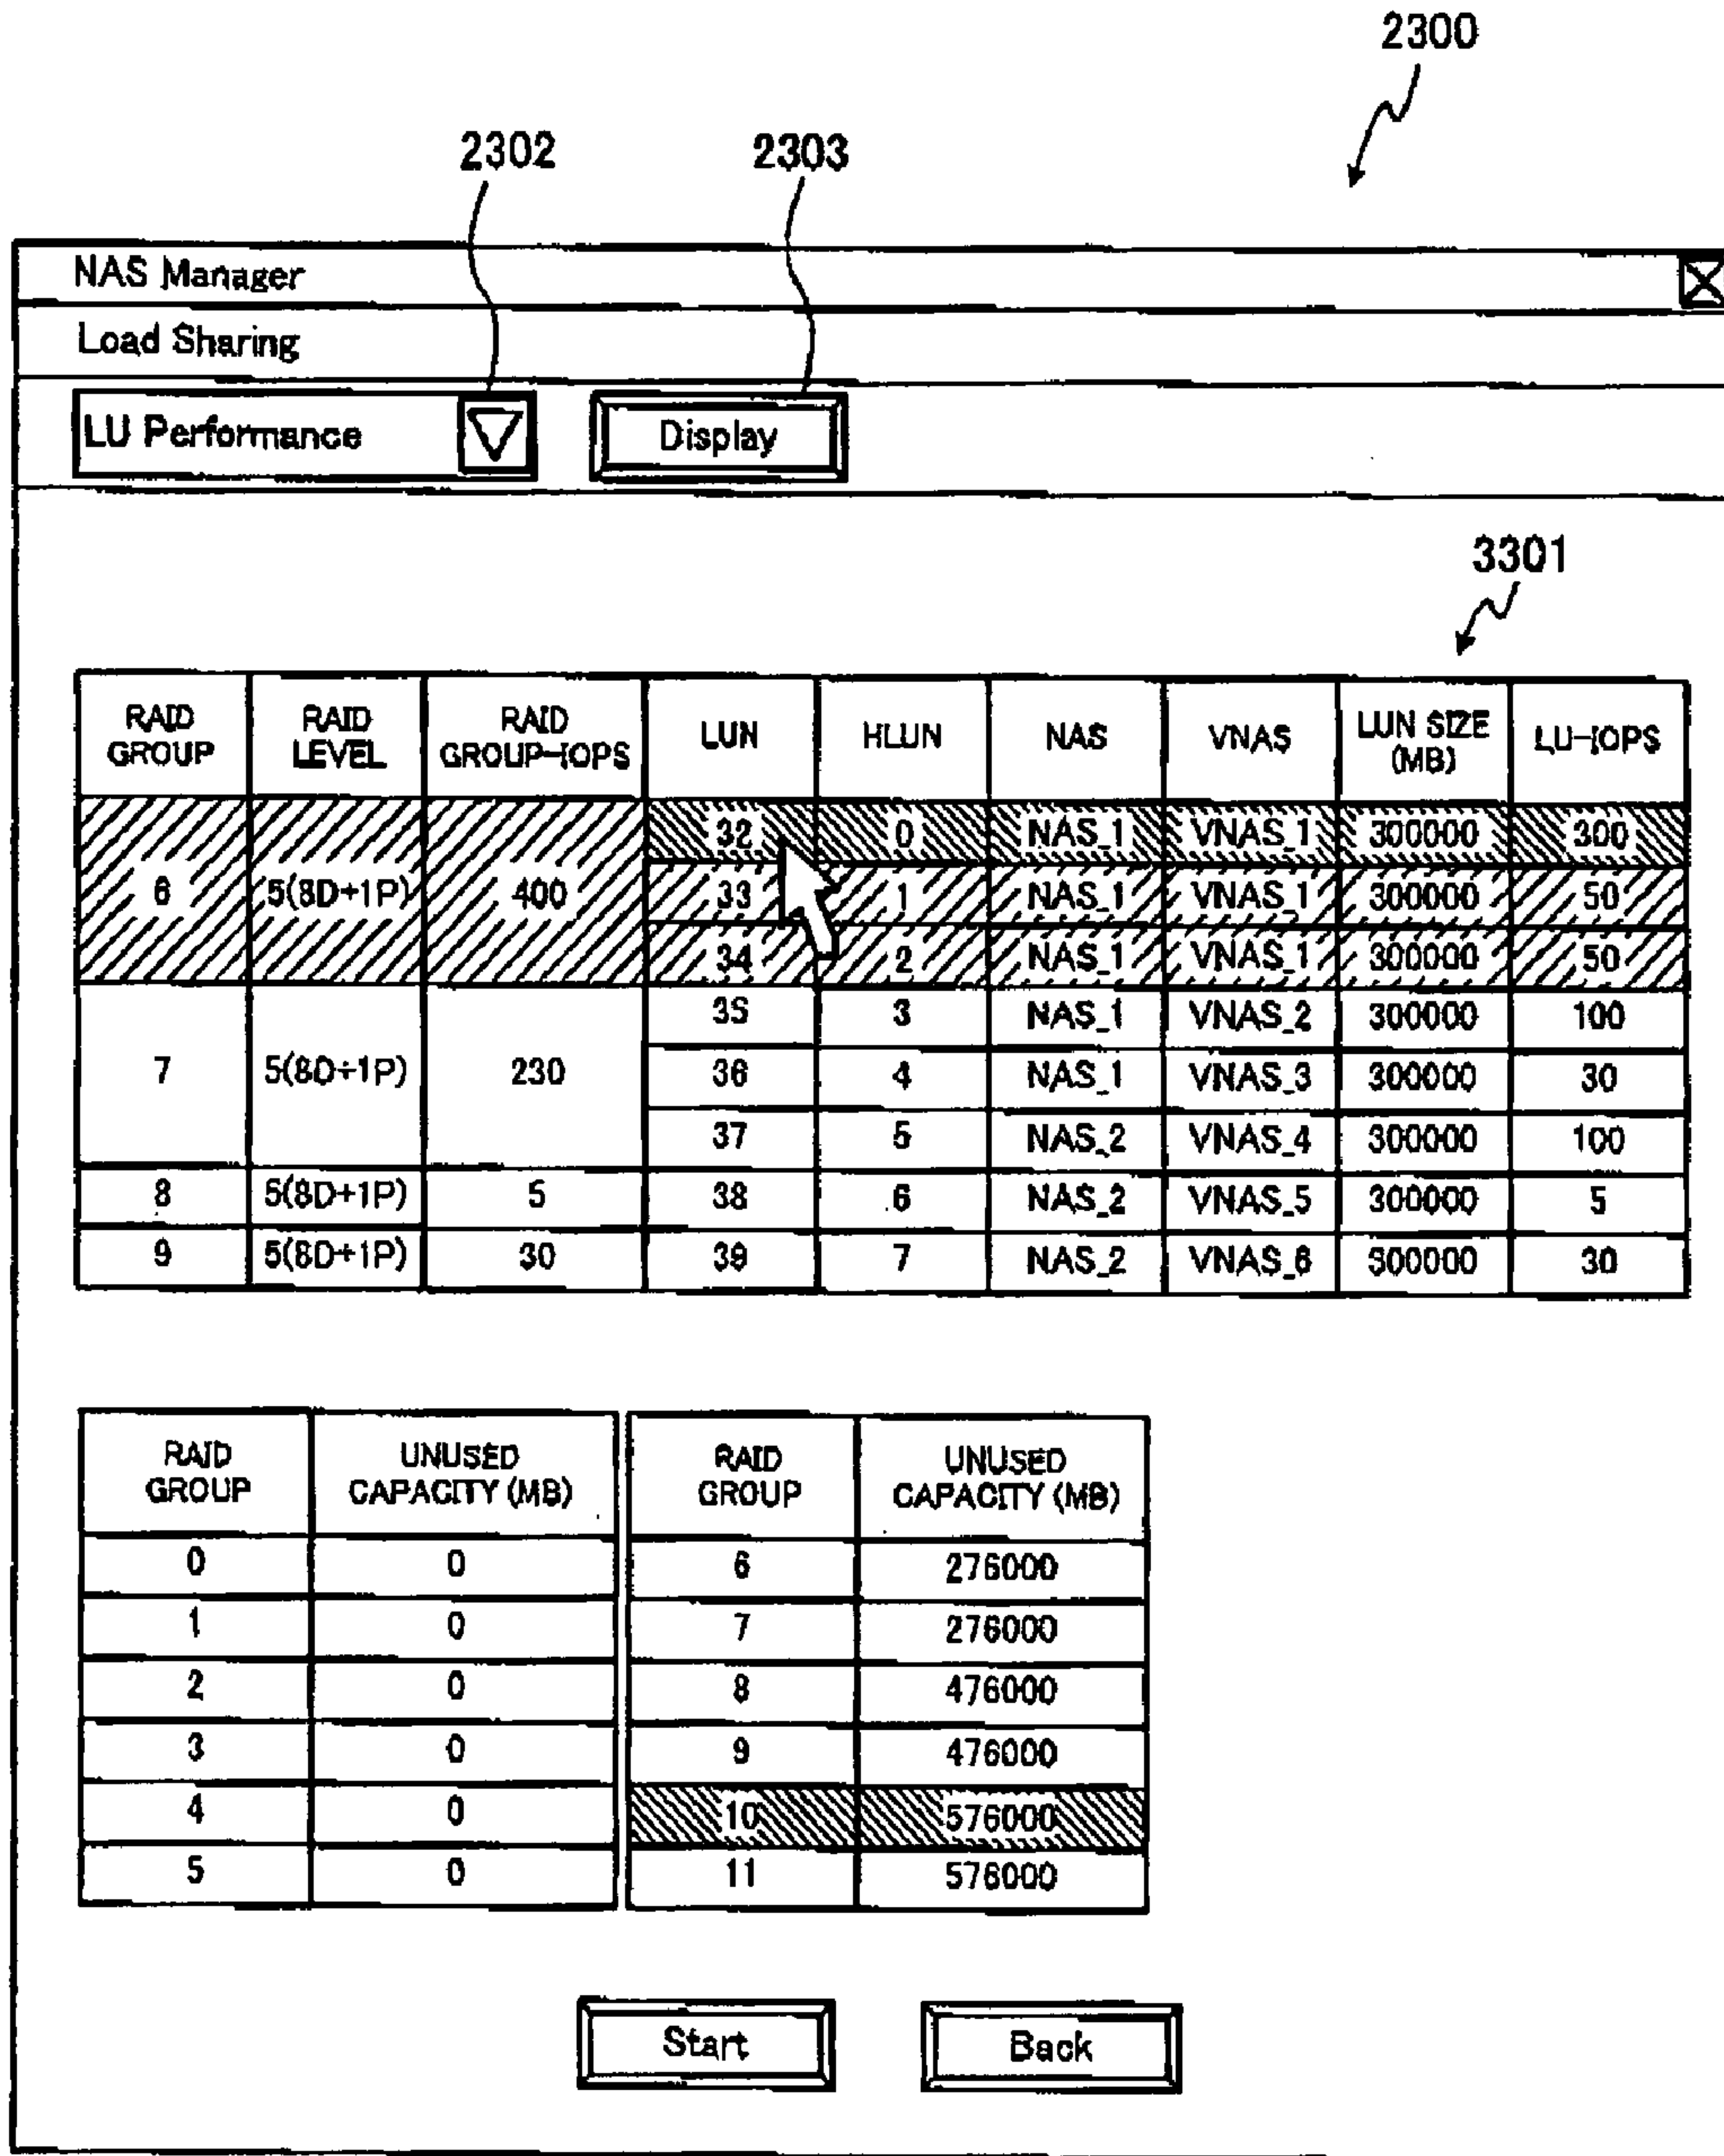 2300
2302 2303
NAS Manager
Load Sharing
LU Performance Display
3301
RAID GROUP RAID LEVEL RAID GROUP-IOPS LUN HLUN NAS VNAS LUN SIZE (MB) LU-IOPS
6 5(8D+1P) 400 32 0 NAS_1 VNAS_1 300000 300
33 1 NAS_1 VNAS_1 300000 50
34 2 NAS_1 VNAS_1 300000 50
7 5(8D+1P) 230 35 3 NAS_1 VNAS_2 300000 100
36 4 NAS_1 VNAS_3 300000 30
37 5 NAS_2 VNAS_4 300000 100
8 5(8D+1P) 5 38 6 NAS_2 VNAS_5 300000 5
9 5(8D+1P) 30 39 7 NAS_2 VNAS_6 300000 30
RAID GROUP UNUSED CAPACITY (MB) RAID GROUP UNUSED CAPACITY (MB)
0 0 6 276000
1 0 7 276000
2 0 8 476000
3 0 9 476000
4 0 10 576000
5 0 11 576000
Start Back